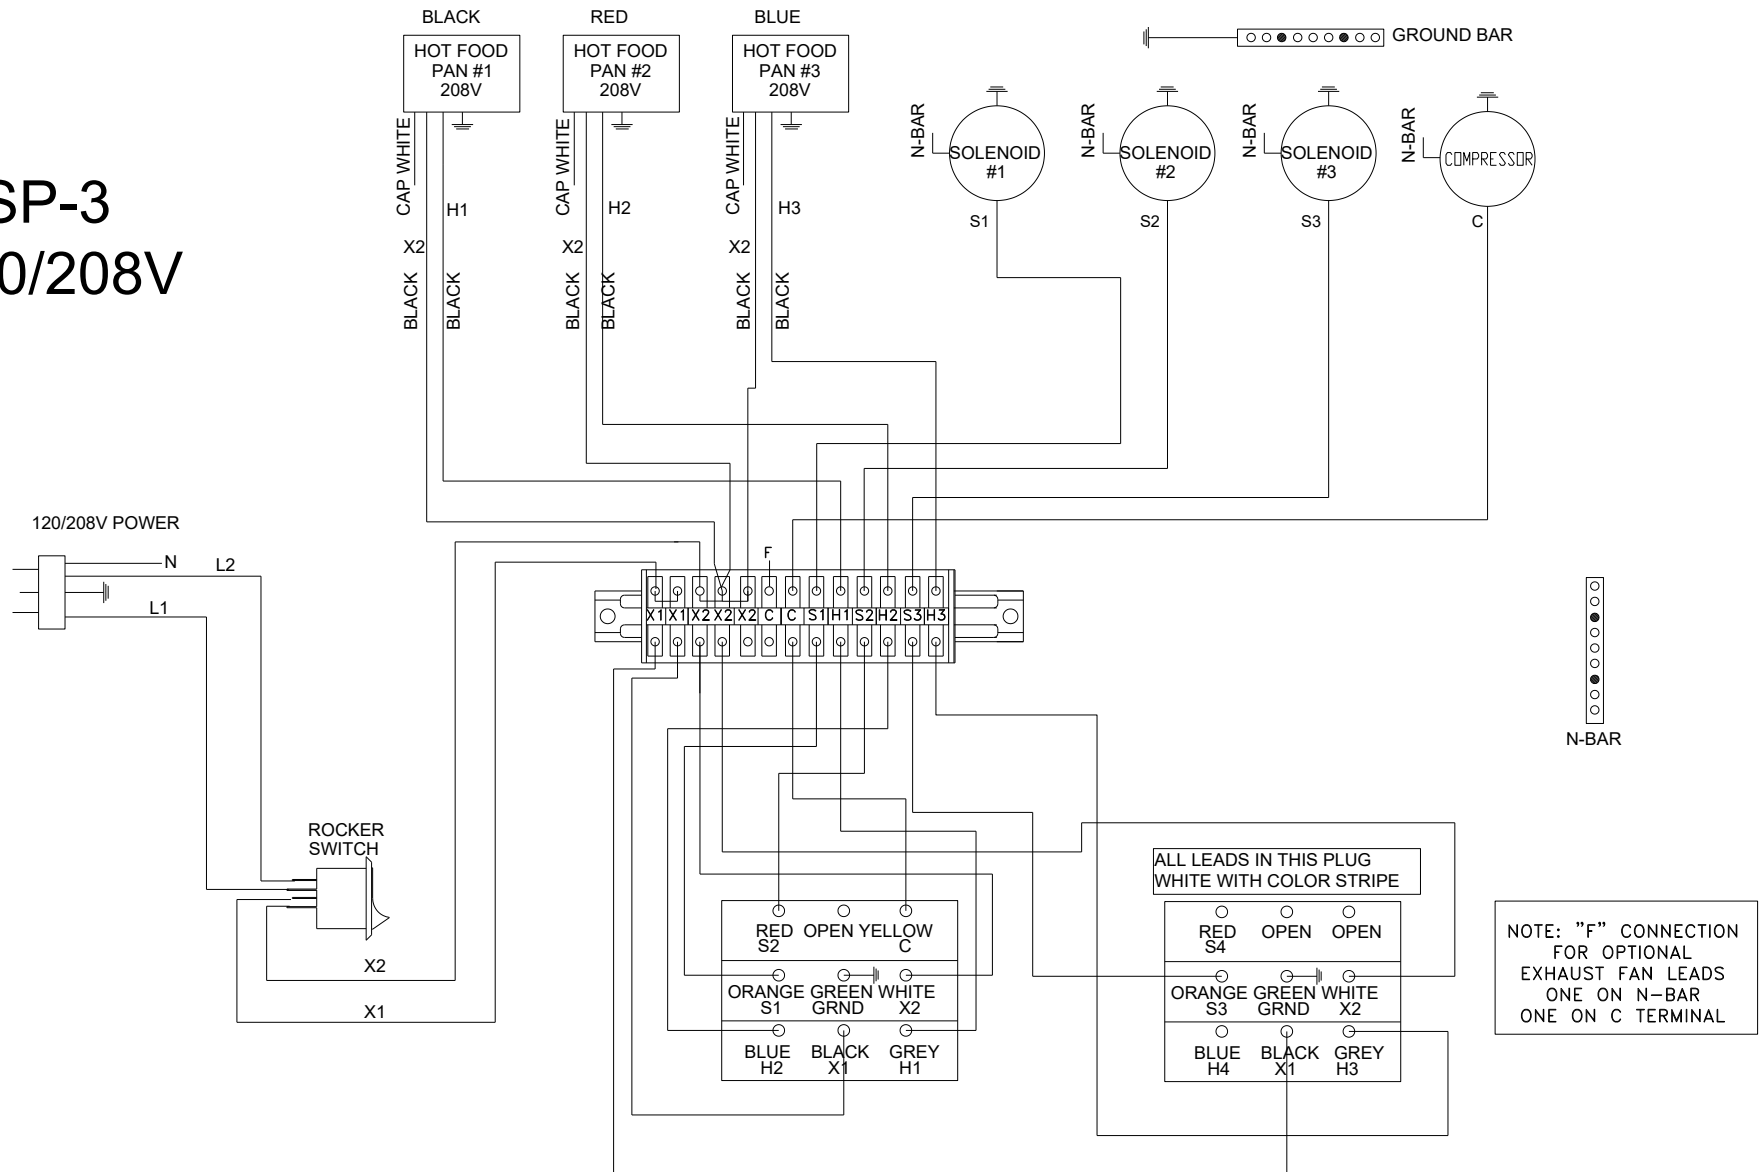 BLACK
RED
BLUE
HOT FOOD
PAN #1
208V
HOT FOOD
PAN #2
208V
HOT FOOD
PAN #3
208V
GROUND BAR
CAP WHITE
H1
X2
BLACK
BLACK
CAP WHITE
H2
X2
BLACK
BLACK
CAP WHITE
H3
X2
BLACK
BLACK
N-BAR
SOLENOID
#1
S1
N-BAR
SOLENOID
#2
S2
N-BAR
SOLENOID
#3
S3
N-BAR
COMPRESSOR
C
SP-3
0/208V
120/208V POWER
N
L2
L1
F
X1 X1 X2 X2 X2 C C S1 H1 S2 H2 S3 H3
N-BAR
ROCKER
SWITCH
X2
X1
RED OPEN YELLOW
S2 C
ORANGE GREEN WHITE
S1 GRND X2
BLUE BLACK GREY
H2 X1 H1
ALL LEADS IN THIS PLUG
WHITE WITH COLOR STRIPE
RED OPEN OPEN
S4
ORANGE GREEN WHITE
S3 GRND X2
BLUE BLACK GREY
H4 X1 H3
NOTE: "F" CONNECTION
FOR OPTIONAL
EXHAUST FAN LEADS
ONE ON N-BAR
ONE ON C TERMINAL